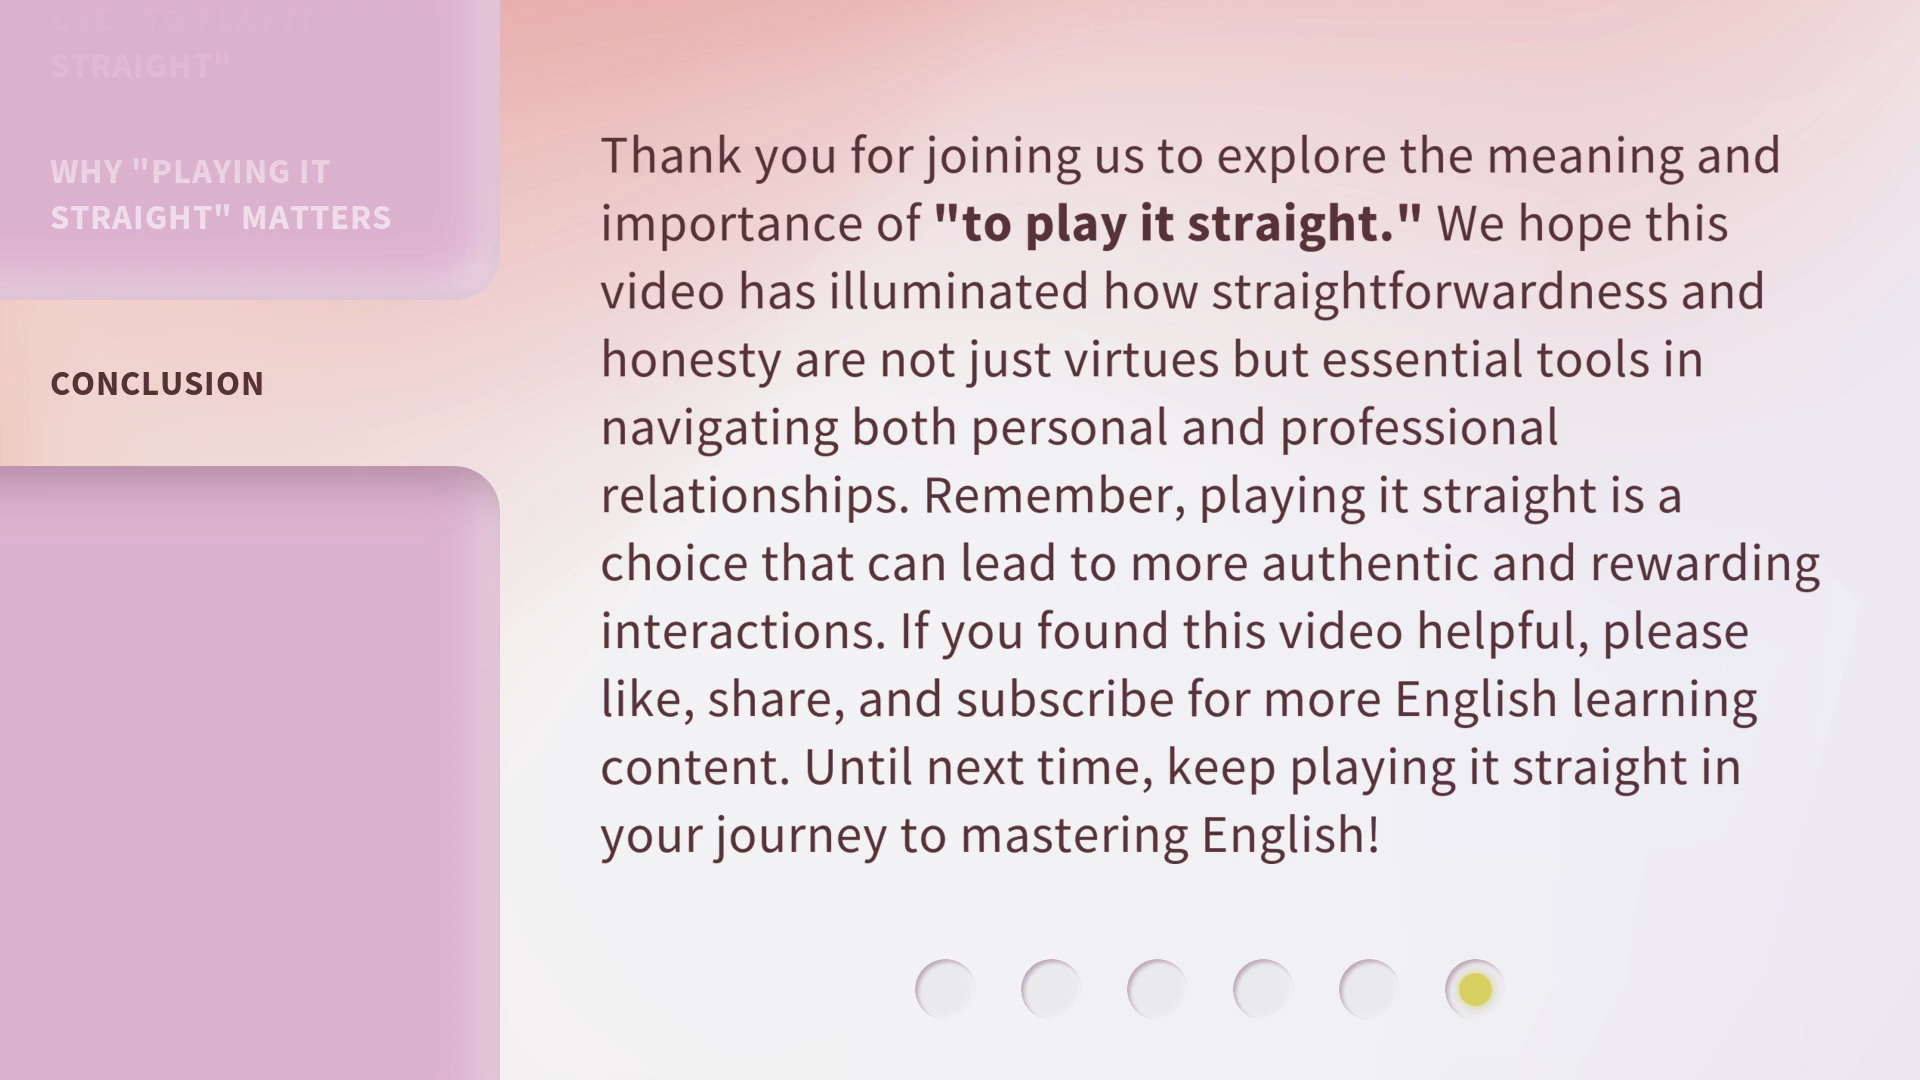 USE "TO PLAY IT
STRAIGHT"
WHY "PLAYING IT
STRAIGHT" MATTERS
CONCLUSION
Thank you for joining us to explore the meaning and
importance of "to play it straight." We hope this
video has illuminated how straightforwardness and
honesty are not just virtues but essential tools in
navigating both personal and professional
relationships. Remember, playing it straight is a
choice that can lead to more authentic and rewarding
interactions. If you found this video helpful, please
like, share, and subscribe for more English learning
content. Until next time, keep playing it straight in
your journey to mastering English!